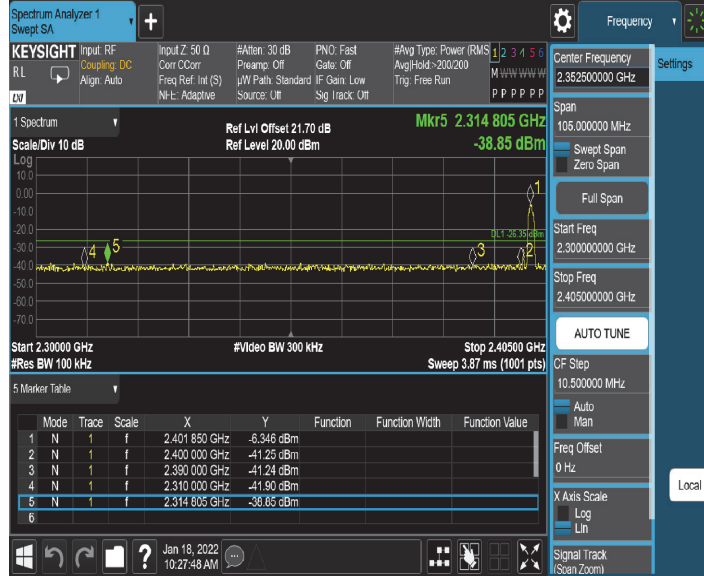 Spectrum Analyzer 1
Swept SA
+
Frequency
KEYSIGHT
RL
LXI
Input: RF
Coupling: DC
Align: Auto
Input Z: 50 Ω
Corr CCorr
Freq Ref: Int (S)
NFE: Adaptive
#Atten: 30 dB
Preamp: Off
µW Path: Standard
Source: Off
PNO: Fast
Gate: Off
IF Gain: Low
Sig Track: Off
#Avg Type: Power (RMS
Avg|Hold:>200/200
Trig: Free Run
1 2 3 4 5 6
M W W W W W
P P P P P P
1 Spectrum
Scale/Div 10 dB
Ref Lvl Offset 21.70 dB
Ref Level 20.00 dBm
Mkr5 2.314 805 GHz
-38.85 dBm
Log
10.0
0.00
-10.0
-20.0
-30.0
-40.0
-50.0
-60.0
-70.0
1
DL1 -26.35 dBm
4
5
3
2
Start 2.30000 GHz
#Res BW 100 kHz
#Video BW 300 kHz
Stop 2.40500 GHz
Sweep 3.87 ms (1001 pts)
5 Marker Table
Mode Trace Scale X Y Function Function Width Function Value
1 N 1 f 2.401 850 GHz -6.346 dBm
2 N 1 f 2.400 000 GHz -41.25 dBm
3 N 1 f 2.390 000 GHz -41.24 dBm
4 N 1 f 2.310 000 GHz -41.90 dBm
5 N 1 f 2.314 805 GHz -38.85 dBm
6
?
Jan 18, 2022
10:27:48 AM
Center Frequency
2.352500000 GHz
Span
105.000000 MHz
Swept Span
Zero Span
Full Span
Start Freq
2.300000000 GHz
Stop Freq
2.405000000 GHz
AUTO TUNE
CF Step
10.500000 MHz
Auto
Man
Freq Offset
0 Hz
X Axis Scale
Log
Lin
Signal Track
(Span Zoom)
Settings
Local